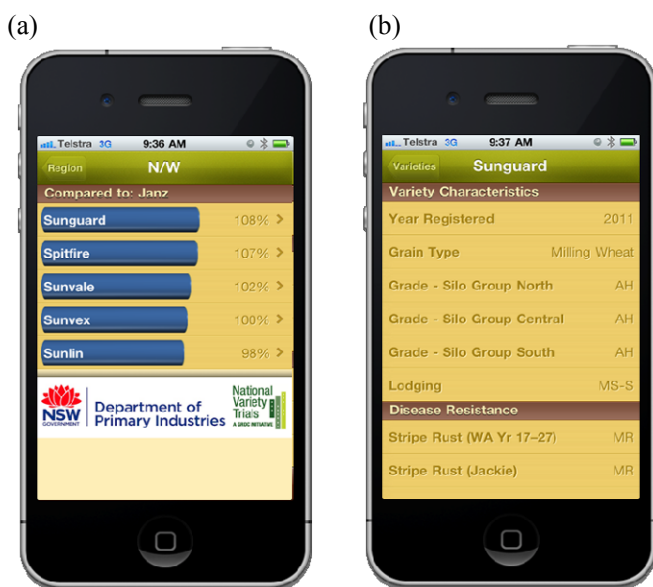 (a)
Telstra 3G 9:36 AM
Region N/W
Compared to: Janz
Sunguard 108% >
Spitfire 107% >
Sunvale 102% >
Sunvex 100% >
Sunlin 98% >
NSW
GOVERNMENT
Department of
Primary Industries
National
Variety
Trials
A GRDC INITIATIVE
(b)
Telstra 3G 9:37 AM
Varieties Sunguard
Variety Characteristics
Year Registered 2011
Grain Type Milling Wheat
Grade - Silo Group North AH
Grade - Silo Group Central AH
Grade - Silo Group South AH
Lodging MS-S
Disease Resistance
Stripe Rust (WA Yr 17–27) MR
Stripe Rust (Jackie) MR